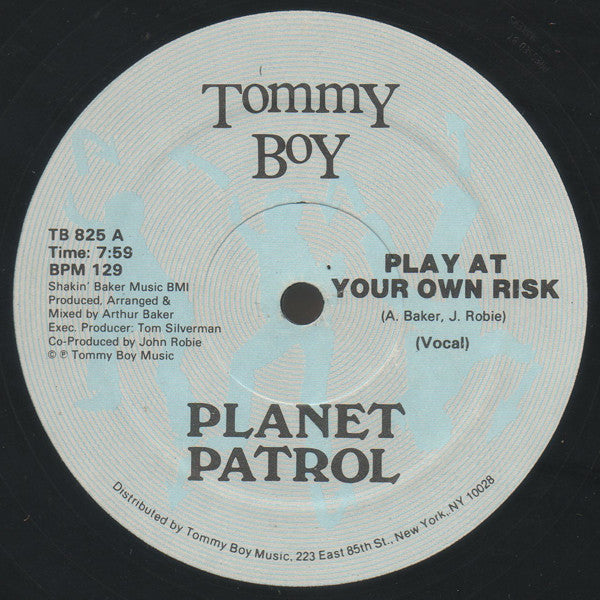 Tommy
Boy
TB 825 A
Time: 7:59
BPM 129
Shakin' Baker Music BMI
Produced, Arranged &
Mixed by Arthur Baker
Exec. Producer: Tom Silverman
Co-Produced by John Robie
© ℗ Tommy Boy Music
PLAY AT
YOUR OWN RISK
(A. Baker, J. Robie)
(Vocal)
PLANET
PATROL
Distributed by Tommy Boy Music, 223 East 85th St., New York, NY 10028